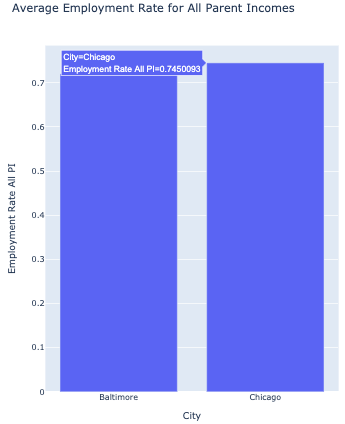 Average Employment Rate for All Parent Incomes
City=Chicago
Employment Rate All PI=0.7450093
0.7
0.6
0.5
0.4
0.3
0.2
0.1
0
Employment Rate All PI
Baltimore
Chicago
City